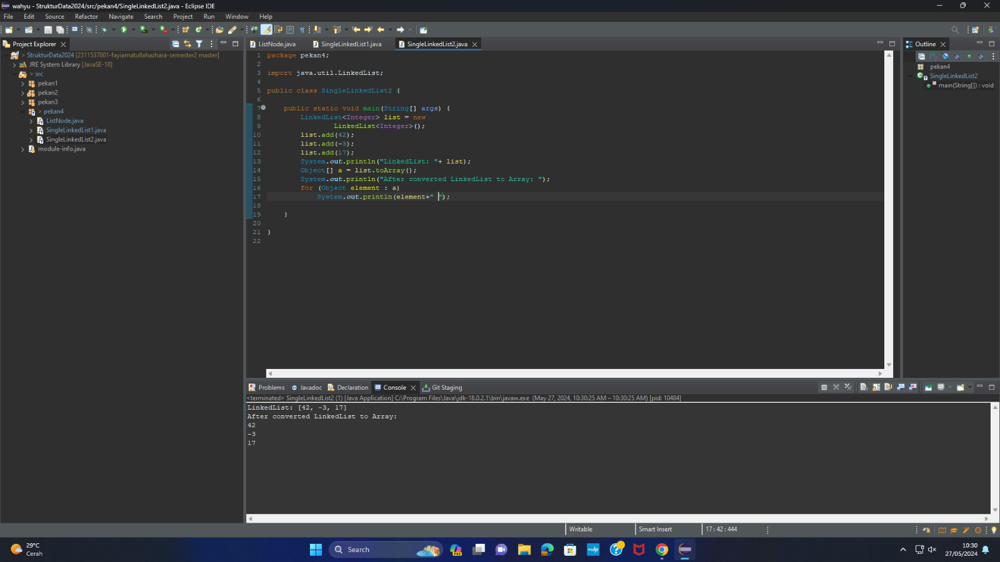 wahyu - StrukturData2024/src/pekan4/SingleLinkedList2.java - Eclipse IDE
File Edit Source Refactor Navigate Search Project Run Window Help
Project Explorer
> StrukturData2024 [2311537001-fayiamatullahazhara-semester2 master]
JRE System Library [JavaSE-18]
> src
pekan1
pekan2
pekan3
> pekan4
ListNode.java
SingleLinkedList1.java
SingleLinkedList2.java
module-info.java
ListNode.java SingleLinkedList1.java SingleLinkedList2.java
1 package pekan4;
2
3 import java.util.LinkedList;
4
5 public class SingleLinkedList2 {
6
7 public static void main(String[] args) {
8 LinkedList<Integer> list = new
9 LinkedList<Integer>();
10 list.add(42);
11 list.add(-3);
12 list.add(17);
13 System.out.println("LinkedList: "+ list);
14 Object[] a = list.toArray();
15 System.out.println("After converted LinkedList to Array: ");
16 for (Object element : a)
17 System.out.println(element+" ");
18
19 }
20
21 }
22
Outline
pekan4
SingleLinkedList2
main(String[]) : void
Problems Javadoc Declaration Console Git Staging
<terminated> SingleLinkedList2 (1) [Java Application] C:\Program Files\Java\jdk-18.0.2.1\bin\javaw.exe (May 27, 2024, 10:30:25 AM – 10:30:25 AM) [pid: 10484]
LinkedList: [42, -3, 17]
After converted LinkedList to Array:
42
-3
17
Writable Smart Insert 17 : 42 : 444
29°C
Cerah
Search
PRE
10:30
27/05/2024